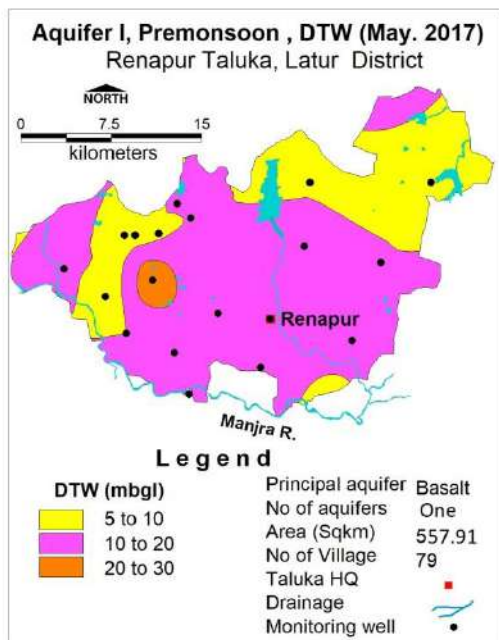 Aquifer I, Premonsoon , DTW (May. 2017)
Renapur Taluka, Latur District
NORTH
0 7.5 15
kilometers
Renapur
Manjra R.
Legend
DTW (mbgl)
5 to 10
10 to 20
20 to 30
Principal aquifer Basalt
No of aquifers One
Area (Sqkm) 557.91
No of Village 79
Taluka HQ
Drainage
Monitoring well